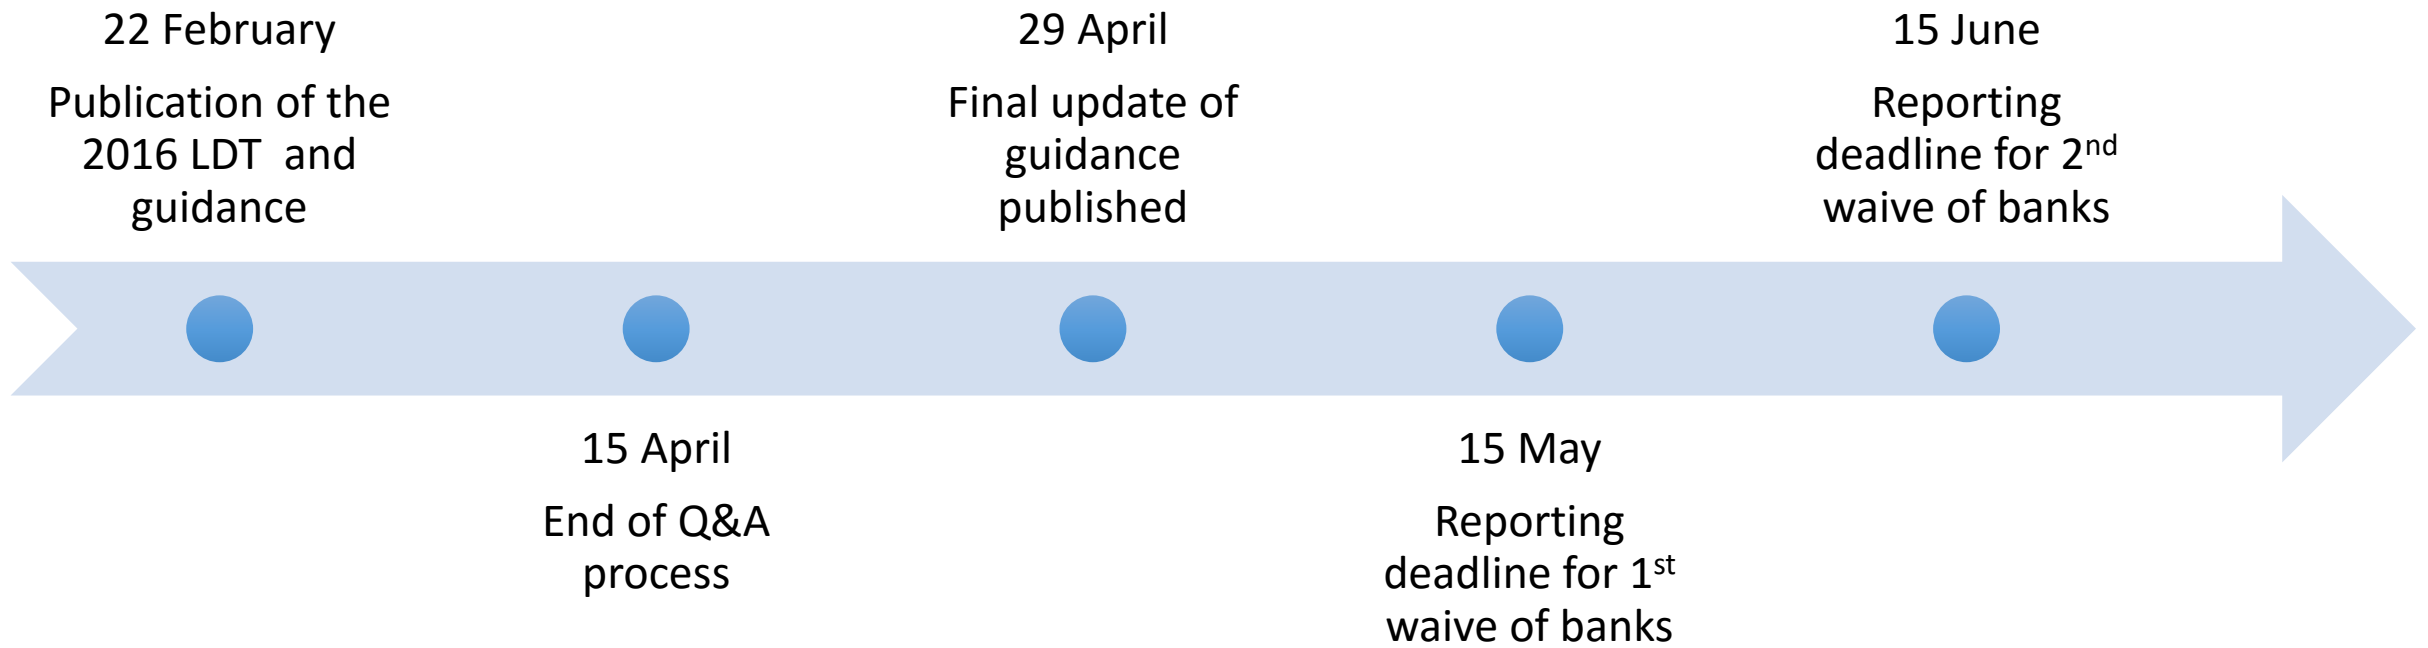 22 February
Publication of the
2016 LDT and
guidance
15 April
End of Q&A
process
29 April
Final update of
guidance
published
15 May
Reporting
deadline for 1st
waive of banks
15 June
Reporting
deadline for 2nd
waive of banks